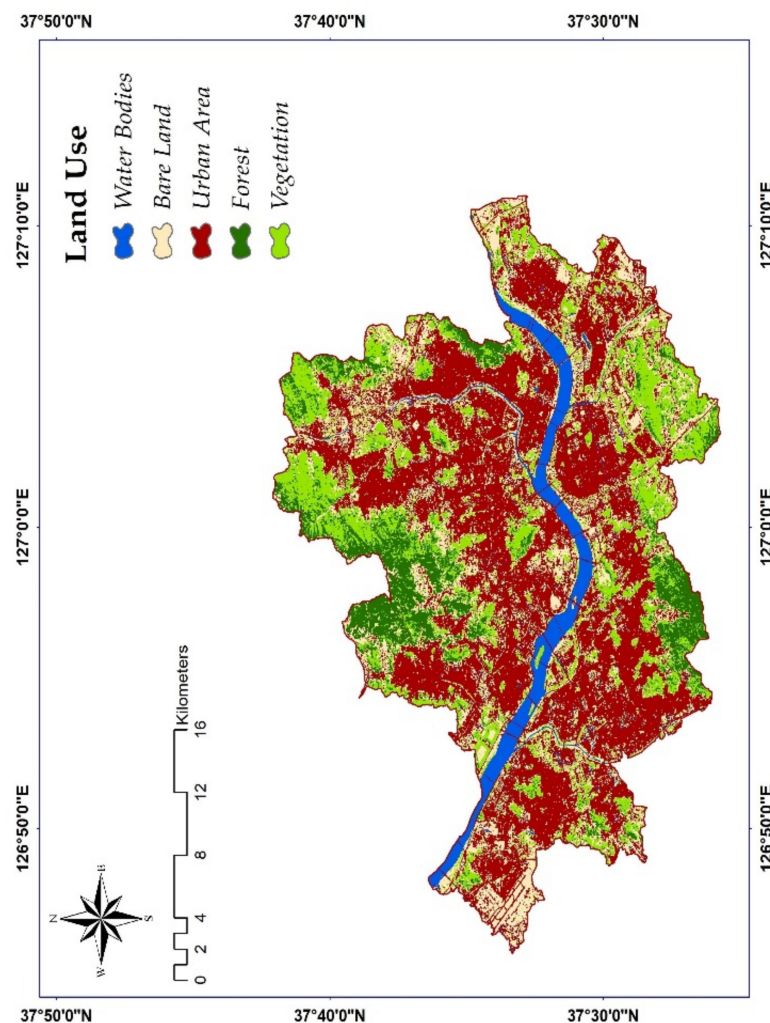 126°50'0"E 127°0'0"E 127°10'0"E
37°50'0"N 37°50'0"N
N
W E
S
Land Use
Water Bodies
Bare Land
Urban Area
Forest
Vegetation
0 2 4 8 12 16
Kilometers
37°40'0"N 37°40'0"N
37°30'0"N 37°30'0"N
126°50'0"E 127°0'0"E 127°10'0"E